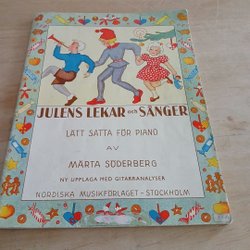 JULENS LEKAR och SÅNGER
LÄTT SATTA FÖR PIANO
AV
MÄRTA SÖDERBERG
NY UPPLAGA MED GITARRANALYSER
NORDISKA MUSIKFÖRLAGET - STOCKHOLM